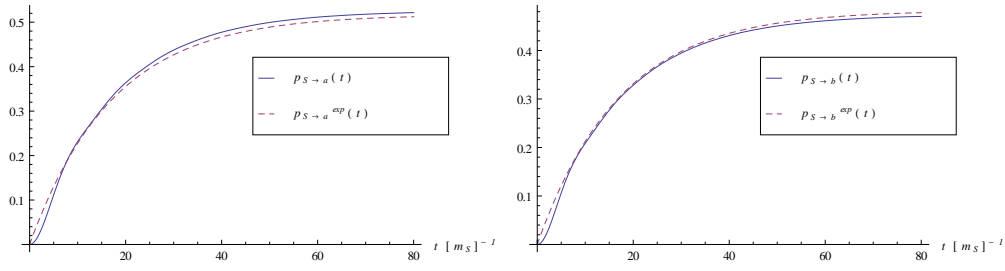 0.5
0.4
0.3
0.2
0.1
20 40 60 80
t [ m_S ]^{-1}
p_{S→a}(t)
p_{S→a}^{exp}(t)
0.4
0.3
0.2
0.1
20 40 60 80
t [ m_S ]^{-1}
p_{S→b}(t)
p_{S→b}^{exp}(t)